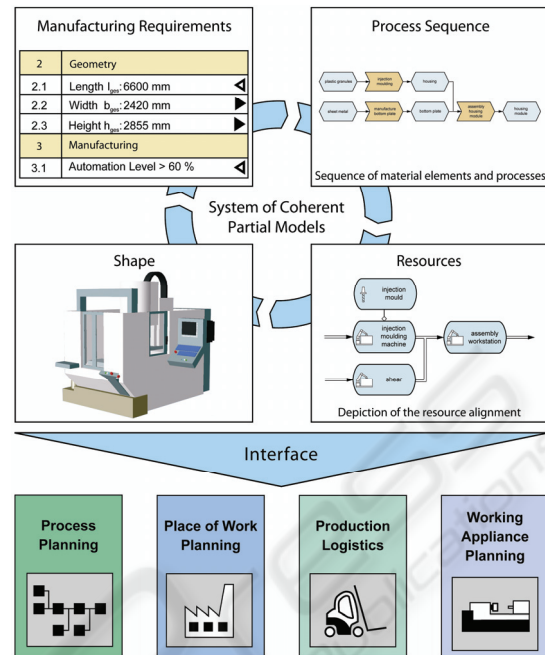 Manufacturing Requirements
2 Geometry
2.1 Length lges:6600 mm
2.2 Width bges:2420 mm
2.3 Height hges:2855 mm
3 Manufacturing
3.1 Automation Level > 60 %
Process Sequence
plastic granules
injection
moulding
housing
sheet metal
manufacture
bottom plate
bottom plate
assembly
housing
module
housing
module
Sequence of material elements and processes
System of Coherent
Partial Models
Shape
Resources
injection
mould
injection
moulding
machine
assembly
workstation
shear
Depiction of the resource alignment
Interface
Process
Planning
Place of Work
Planning
Production
Logistics
Working
Appliance
Planning